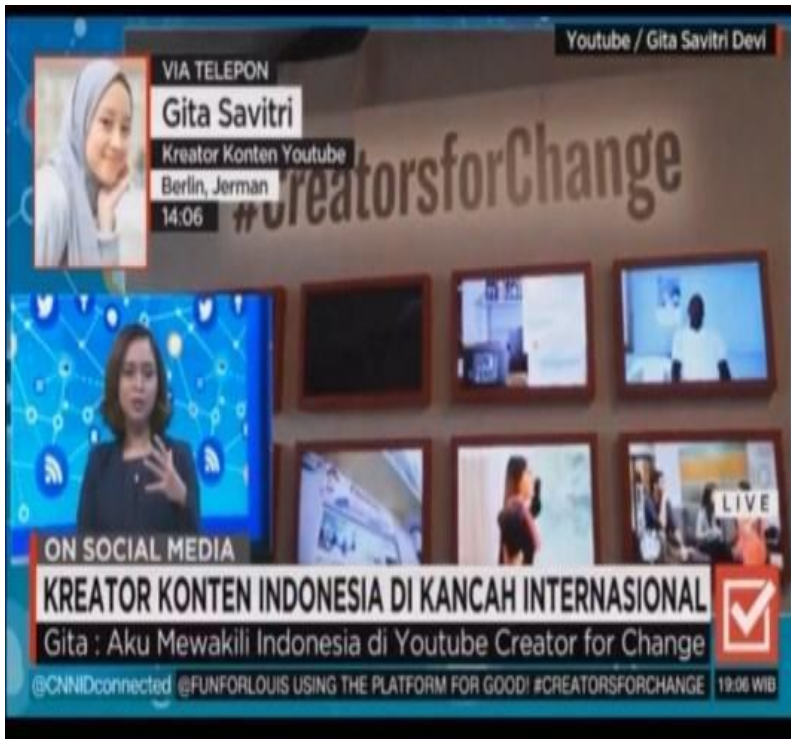 Youtube / Gita Savitri Devi
VIA TELEPON
Gita Savitri
Kreator Konten Youtube
Berlin, Jerman
14:06
#CreatorsforChange
LIVE
ON SOCIAL MEDIA
KREATOR KONTEN INDONESIA DI KANCAH INTERNASIONAL
Gita : Aku Mewakili Indonesia di Youtube Creator for Change
@CNNIDconnected @FUNFORLOUIS USING THE PLATFORM FOR GOOD! #CREATORSFORCHANGE 19:06 WIB